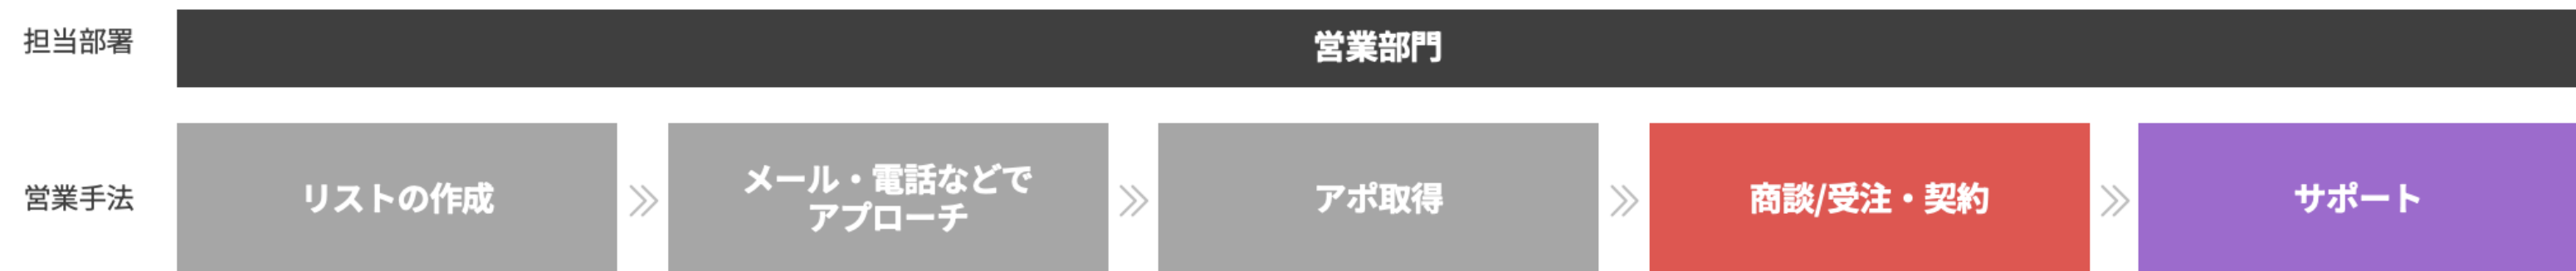 担当部署
営業部門
営業手法
リストの作成
メール・電話などで
アプローチ
アポ取得
商談/受注・契約
サポート